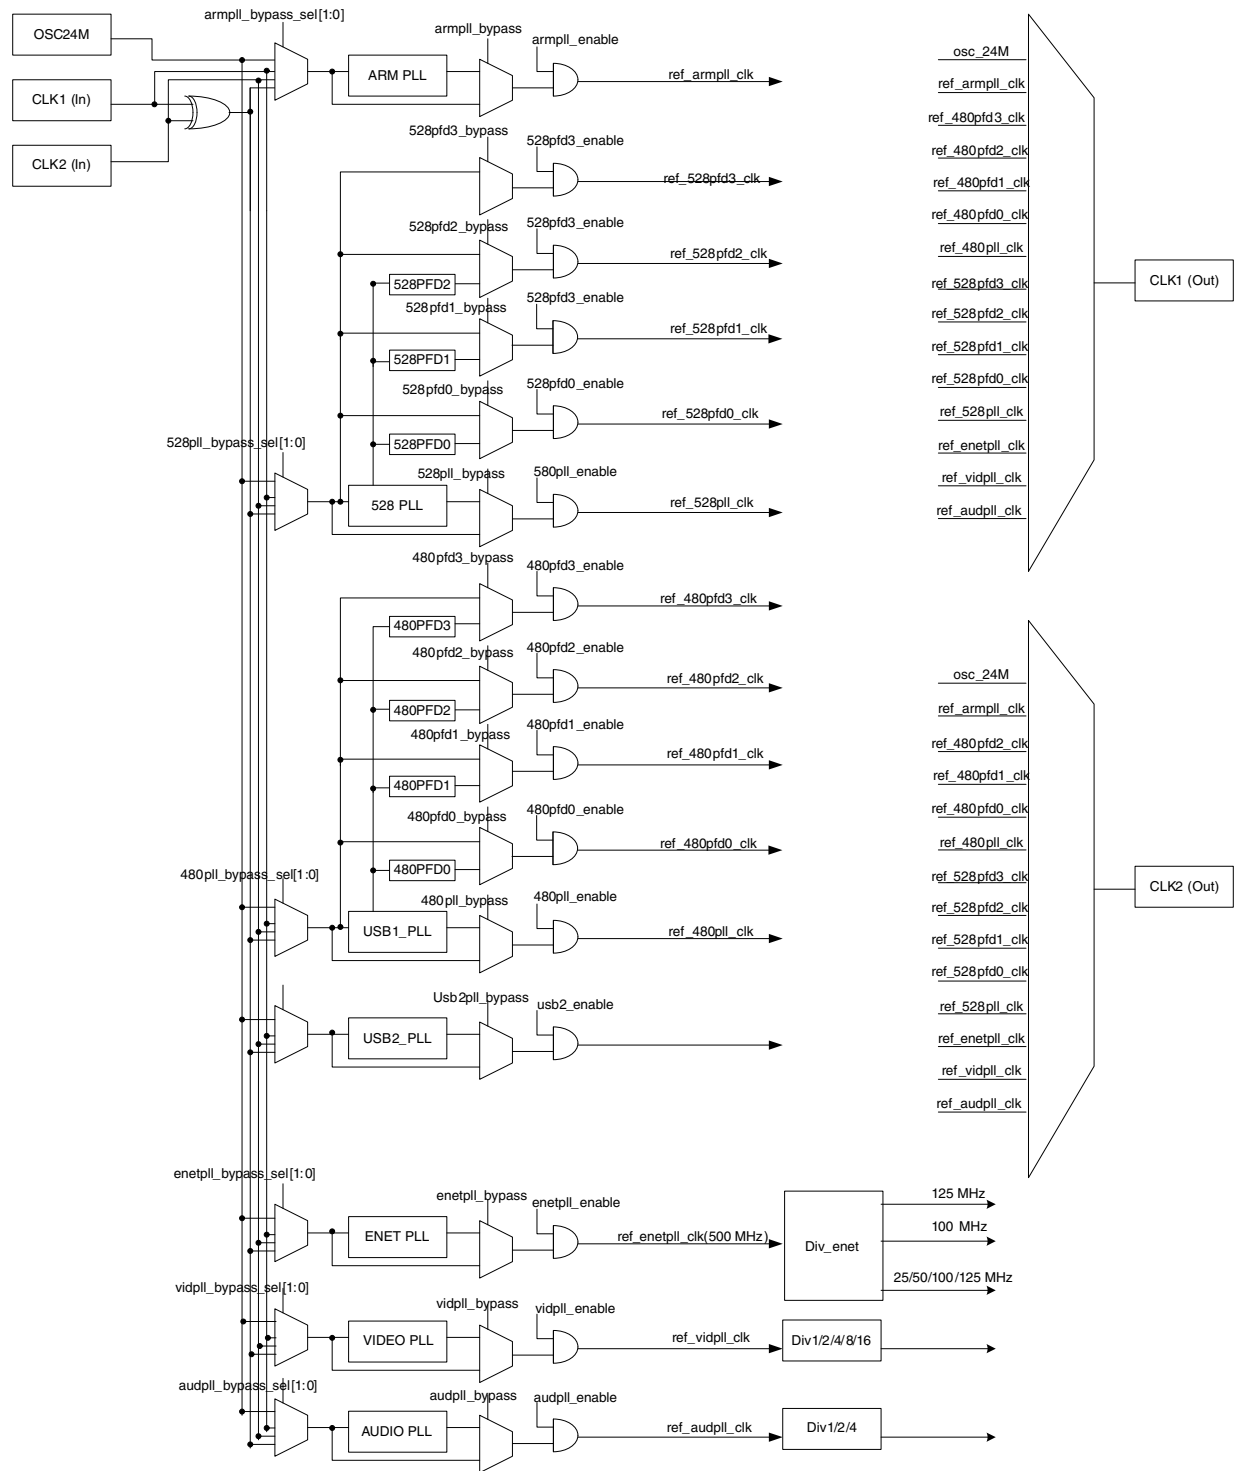 armpll_bypass_sel[1:0]
OSC24M
CLK1 (In)
CLK2 (In)
armpll_bypass
armpll_enable
ARM PLL
ref_armpll_clk
528pfd3_bypass
528pfd3_enable
ref_528pfd3_clk
528pfd2_bypass
528pfd3_enable
ref_528pfd2_clk
528PFD2
528pfd1_bypass
528pfd3_enable
ref_528pfd1_clk
528PFD1
528pfd0_bypass
528pfd0_enable
ref_528pfd0_clk
528PFD0
528pll_bypass_sel[1:0]
528pll_bypass
580pll_enable
528 PLL
ref_528pll_clk
480pfd3_bypass
480pfd3_enable
ref_480pfd3_clk
480PFD3
480pfd2_bypass
480pfd2_enable
ref_480pfd2_clk
480PFD2
480pfd1_bypass
480pfd1_enable
ref_480pfd1_clk
480PFD1
480pfd0_bypass
480pfd0_enable
ref_480pfd0_clk
480PFD0
480pll_bypass_sel[1:0]
480pll_bypass
480pll_enable
USB1_PLL
ref_480pll_clk
Usb2pll_bypass
usb2_enable
USB2_PLL
enetpll_bypass_sel[1:0]
enetpll_bypass
enetpll_enable
ENET PLL
ref_enetpll_clk(500 MHz)
Div_enet
125 MHz
100 MHz
25/50/100/125 MHz
vidpll_bypass_sel[1:0]
vidpll_bypass
vidpll_enable
VIDEO PLL
ref_vidpll_clk
Div1/2/4/8/16
audpll_bypass_sel[1:0]
audpll_bypass
audpll_enable
AUDIO PLL
ref_audpll_clk
Div1/2/4
osc_24M
ref_armpll_clk
ref_480pfd3_clk
ref_480pfd2_clk
ref_480pfd1_clk
ref_480pfd0_clk
ref_480pll_clk
ref_528pfd3_clk
ref_528pfd2_clk
ref_528pfd1_clk
ref_528pfd0_clk
ref_528pll_clk
ref_enetpll_clk
ref_vidpll_clk
ref_audpll_clk
CLK1 (Out)
osc_24M
ref_armpll_clk
ref_480pfd2_clk
ref_480pfd1_clk
ref_480pfd0_clk
ref_480pll_clk
ref_528pfd3_clk
ref_528pfd2_clk
ref_528pfd1_clk
ref_528pfd0_clk
ref_528pll_clk
ref_enetpll_clk
ref_vidpll_clk
ref_audpll_clk
CLK2 (Out)